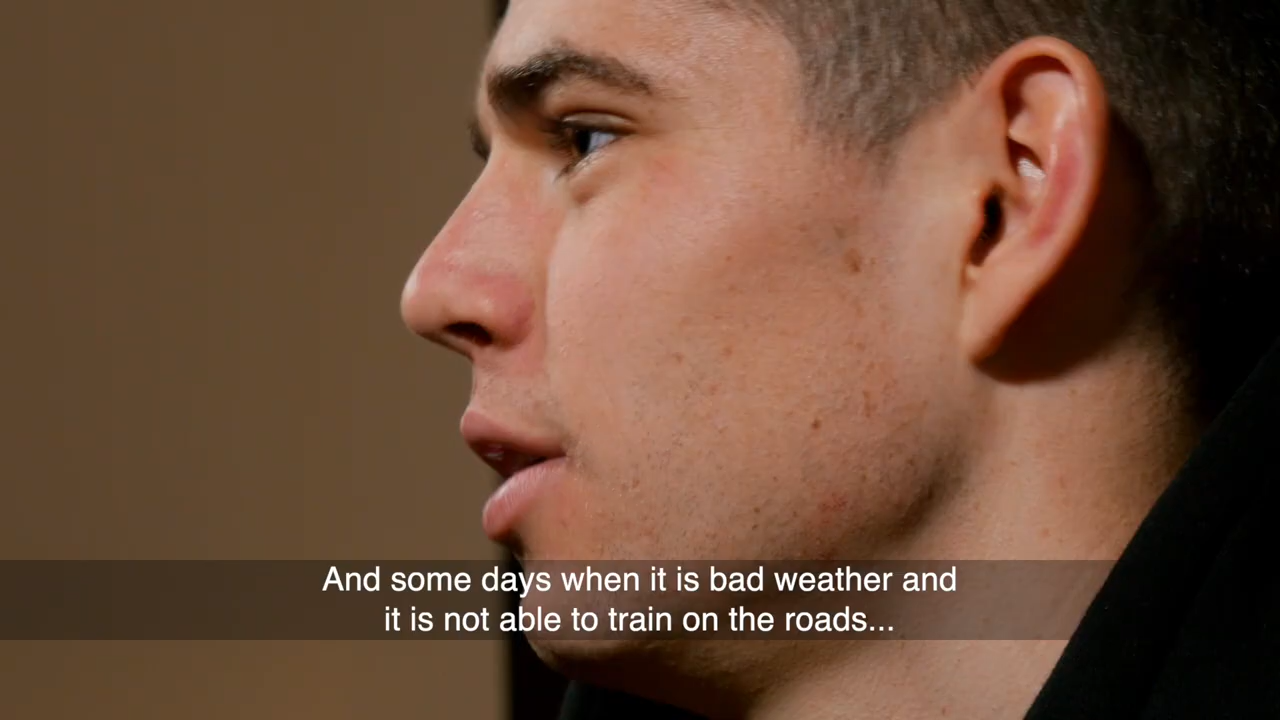 And some days when it is bad weather and
it is not able to train on the roads...